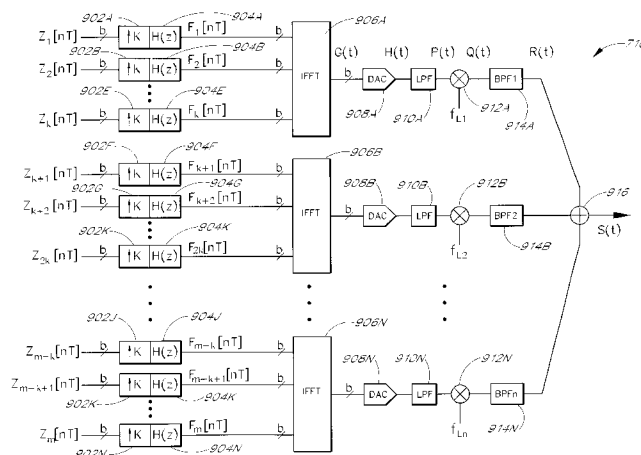 902A 904A 906A
Z1[nT] b ↑K H(z) F1[nT] b
902B 904B G(t) H(t) P(t) Q(t) R(t) 710
Z2[nT] b ↑K H(z) F2[nT] b IFFT b DAC LPF BPF1
902E 904E 908A 910A 912A 914A
Zk[nT] b ↑K H(z) Fk[nT] b fL1
902F 904F 906B
Zk+1[nT] b ↑K H(z) Fk+1[nT] b
902G 904G 908B 910B 912B 916
Zk+2[nT] b ↑K H(z) Fk+2[nT] b IFFT b DAC LPF BPF2 S(t)
902K 904K fL2 914B
Z2k[nT] b ↑K H(z) F2k[nT] b
902J 904J 906N
Zm-k[nT] b ↑K H(z) Fm-k[nT] b
908N 910N 912N
Zm-k+1[nT] b ↑K H(z) Fm-k+1[nT] b IFFT b DAC LPF BPFn
902K 904K fLn 914N
Zm[nT] b ↑K H(z) Fm[nT] b
902N 904N